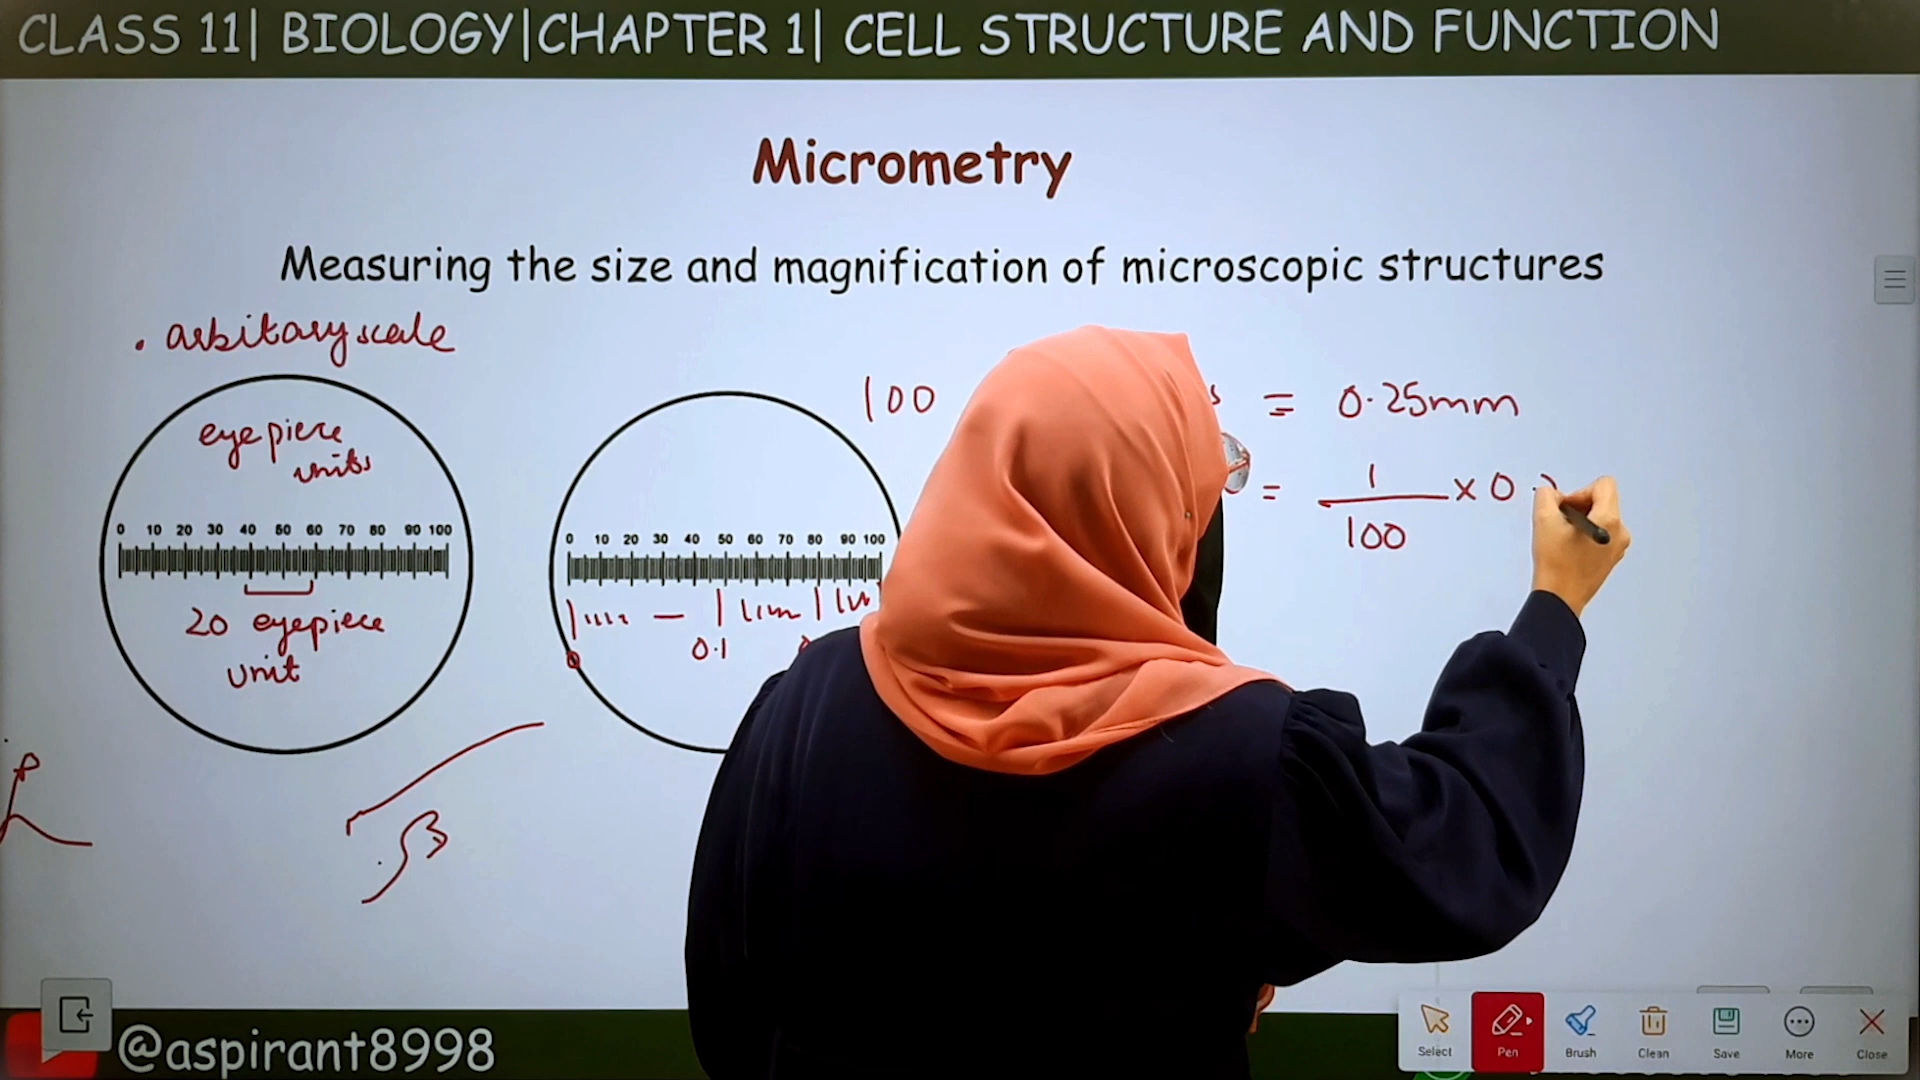 CLASS 11| BIOLOGY|CHAPTER 1| CELL STRUCTURE AND FUNCTION
Micrometry
Measuring the size and magnification of microscopic structures
. arbitary scale
eyepiece
units
0 10 20 30 40 50 60 70 80 90 100
20 eyepiece
unit
0 10 20 30 40 50 60 70 80 90 100
0
0.1
100
= 0.25mm
= 1
100
× 0
@aspirant8998
Select
Pen
Brush
Clean
Save
More
Close